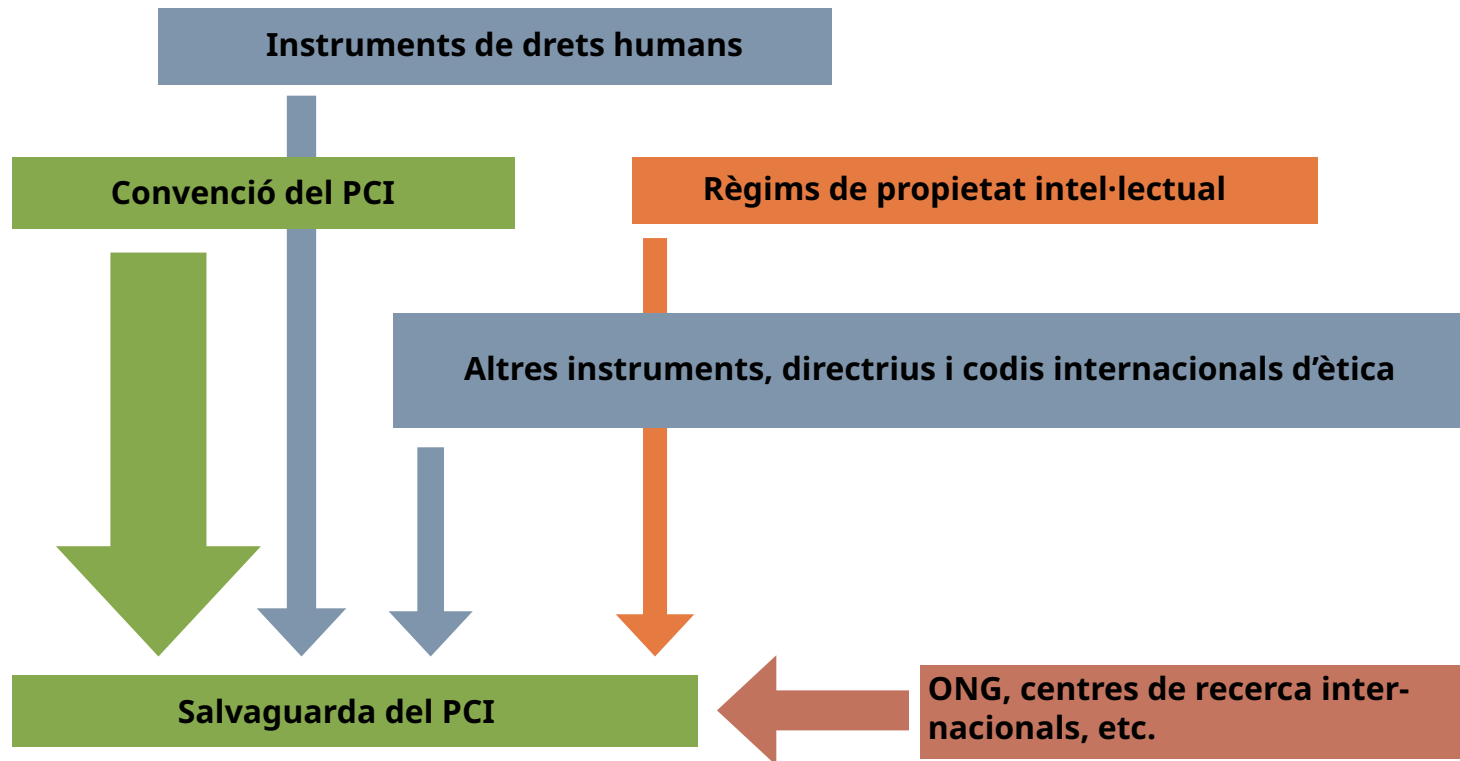 Instruments de drets humans
Convenció del PCI
Règims de propietat intel·lectual
Altres instruments, directrius i codis internacionals d’ètica
Salvaguarda del PCI
ONG, centres de recerca inter-
nacionals, etc.